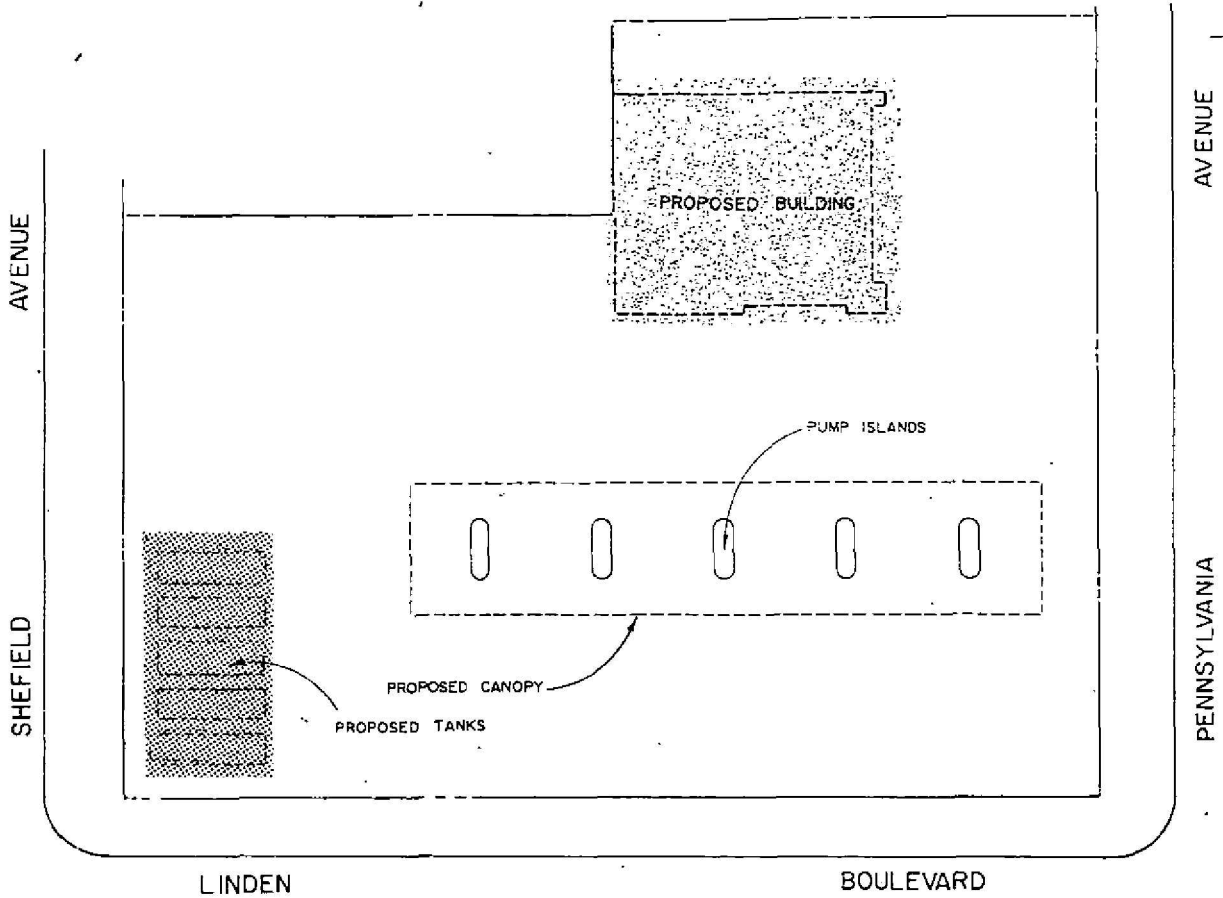 AVENUE
AVENUE
PROPOSED BUILDING
PUMP ISLANDS
SHEFIELD
PENNSYLVANIA
PROPOSED CANOPY
PROPOSED TANKS
LINDEN
BOULEVARD